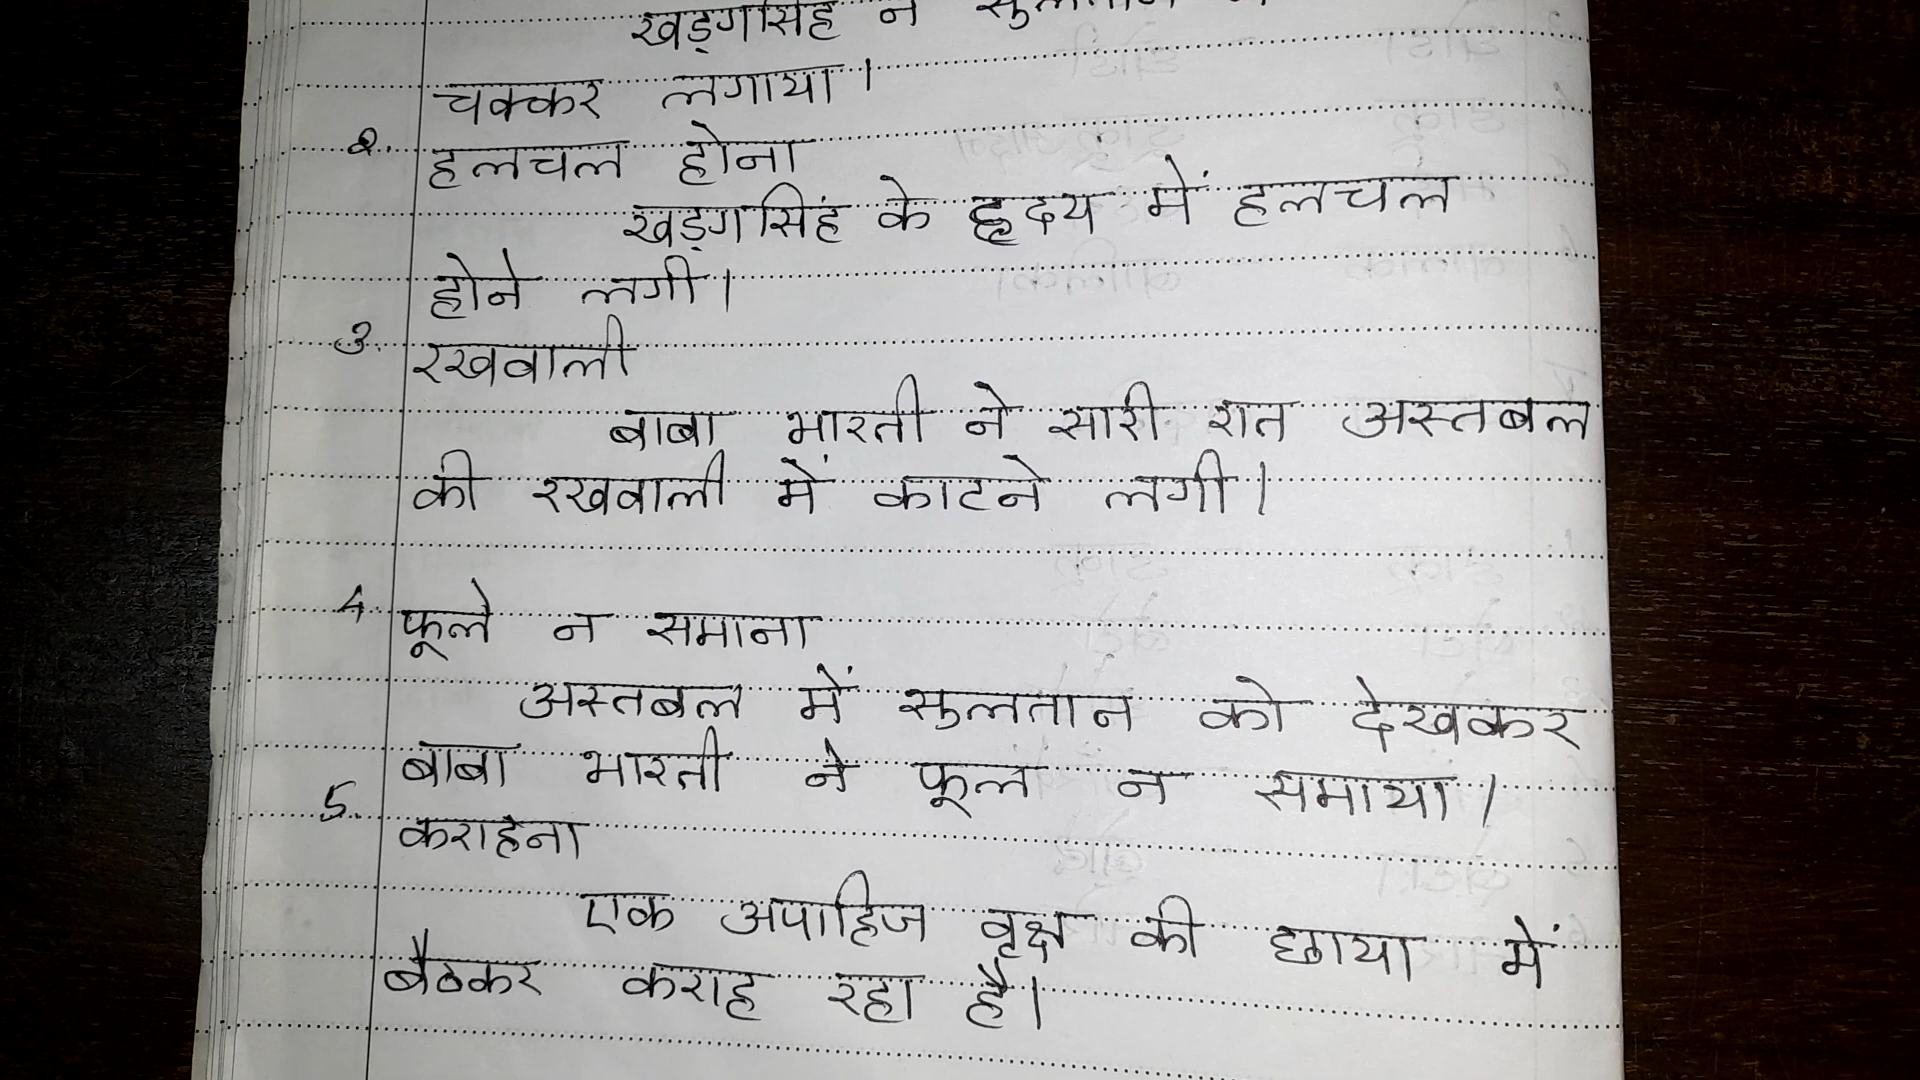 खड्गसिंह ने
चक्कर लगाया।
2. हलचल होना
खड्गसिंह के हृदय में हलचल
होने लगी।
3. रखवाली
बाबा भारती ने सारी रात अस्तबल
की रखवाली में काटने लगी।
4. फूले न समाना
अस्तबल में सुलतान को देखकर
बाबा भारती ने फूल न समाया।
5. कराहना
एक अपाहिज वृक्ष की छाया में
बैठकर कराह रहा है।